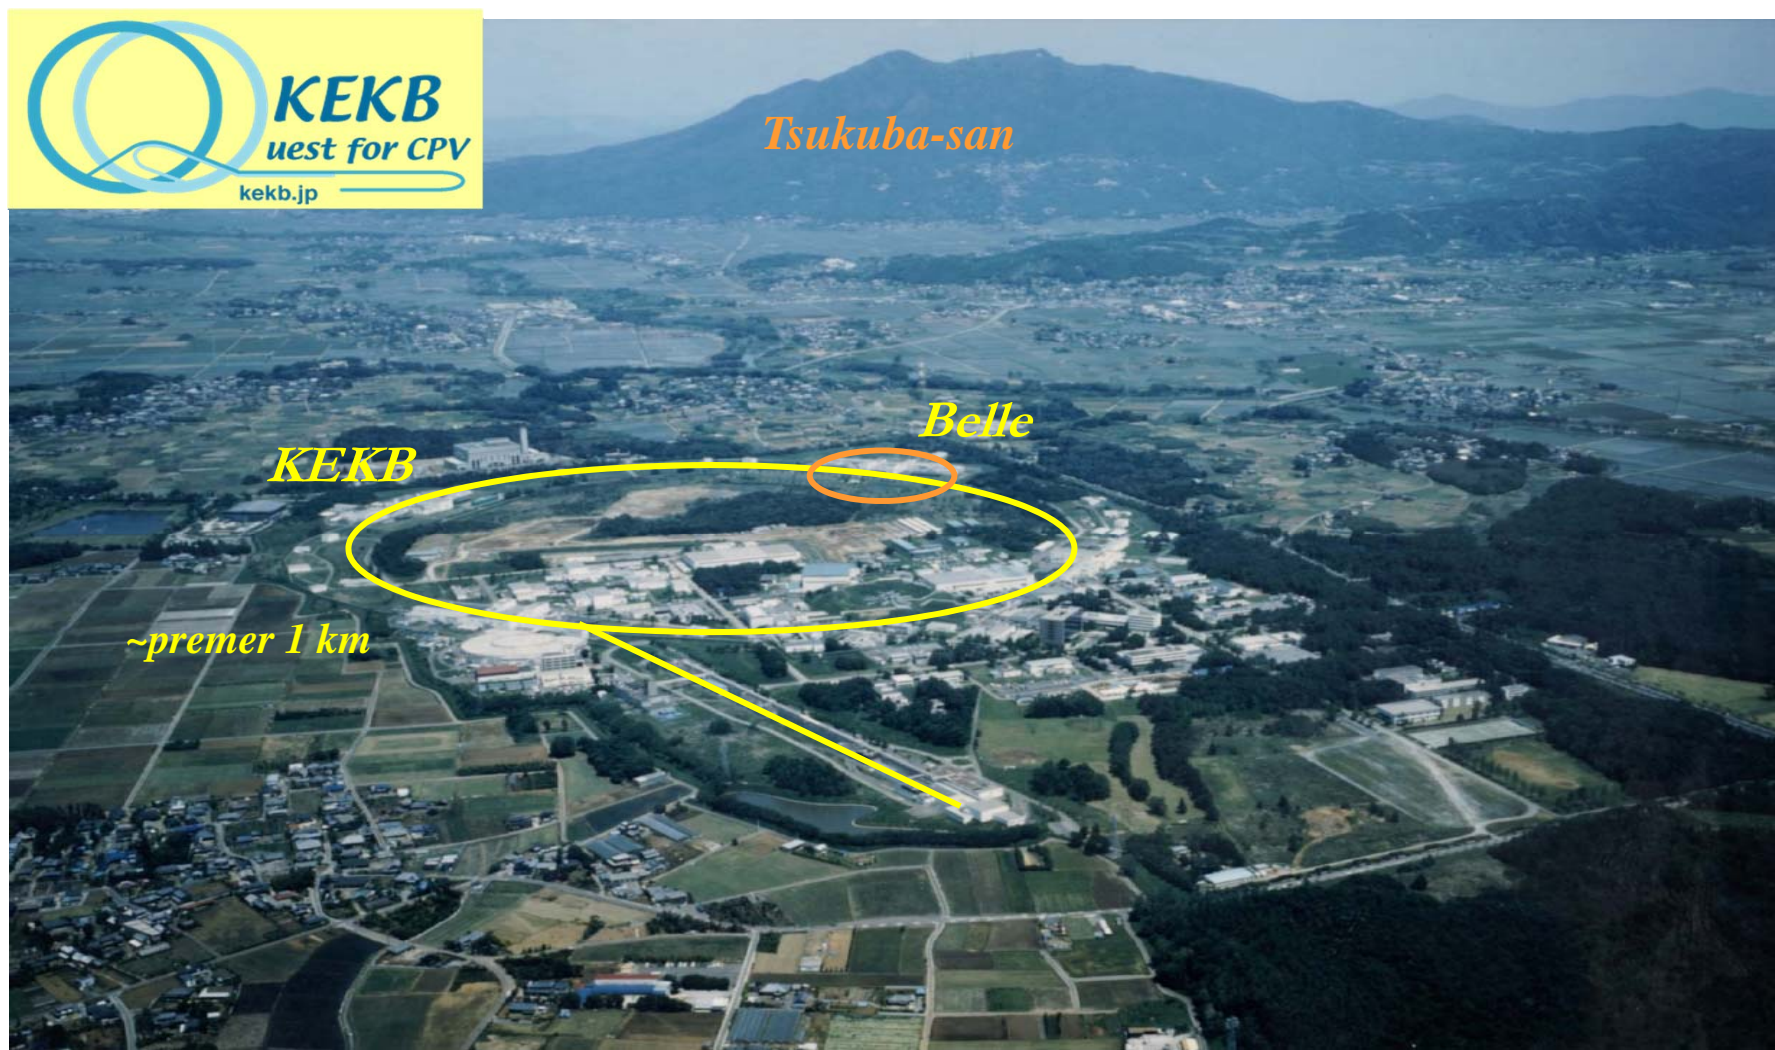 KEKB
uest for CPV
kekb.jp
Tsukuba-san
Belle
KEKB
~premer 1 km